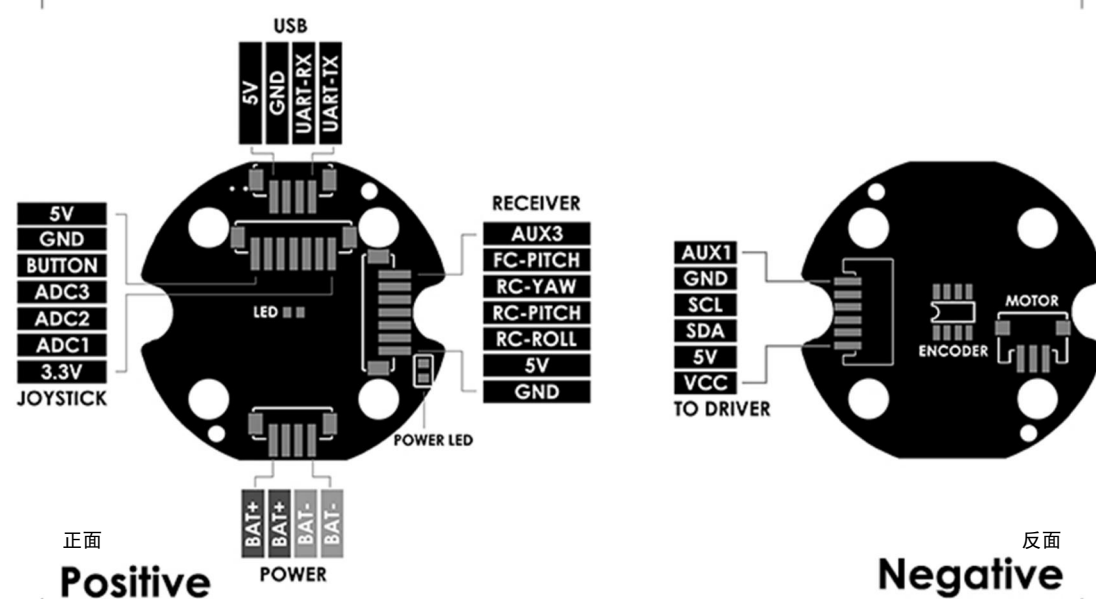 USB
5V
GND
UART-RX
UART-TX
5V
GND
BUTTON
ADC3
ADC2
ADC1
3.3V
JOYSTICK
LED
RECEIVER
AUX3
FC-PITCH
RC-YAW
RC-PITCH
RC-ROLL
5V
GND
POWER LED
BAT+
BAT+
BAT-
BAT-
POWER
正面
Positive
AUX1
GND
SCL
SDA
5V
VCC
TO DRIVER
ENCODER
MOTOR
反面
Negative